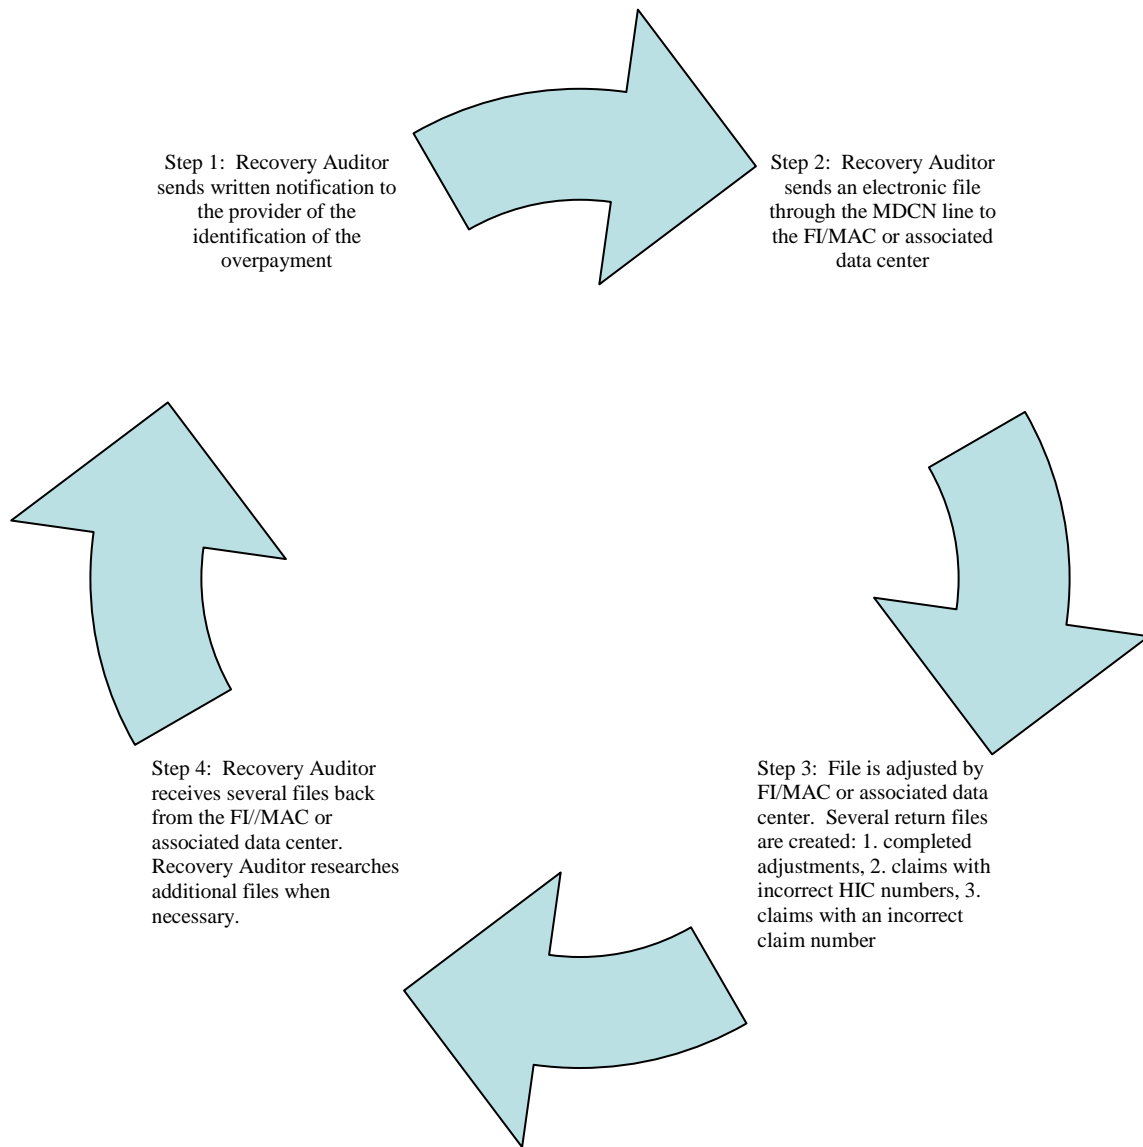 Step 1:  Recovery Auditor
sends written notification to
the provider of the
identification of the
overpayment
Step 2:  Recovery Auditor
sends an electronic file
through the MDCN line to
the FI/MAC or associated
data center
Step 3:  File is adjusted by
FI/MAC or associated data
center.  Several return files
are created: 1. completed
adjustments, 2. claims with
incorrect HIC numbers, 3.
claims with an incorrect
claim number
Step 4:  Recovery Auditor
receives several files back
from the FI//MAC or
associated data center.
Recovery Auditor researches
additional files when
necessary.